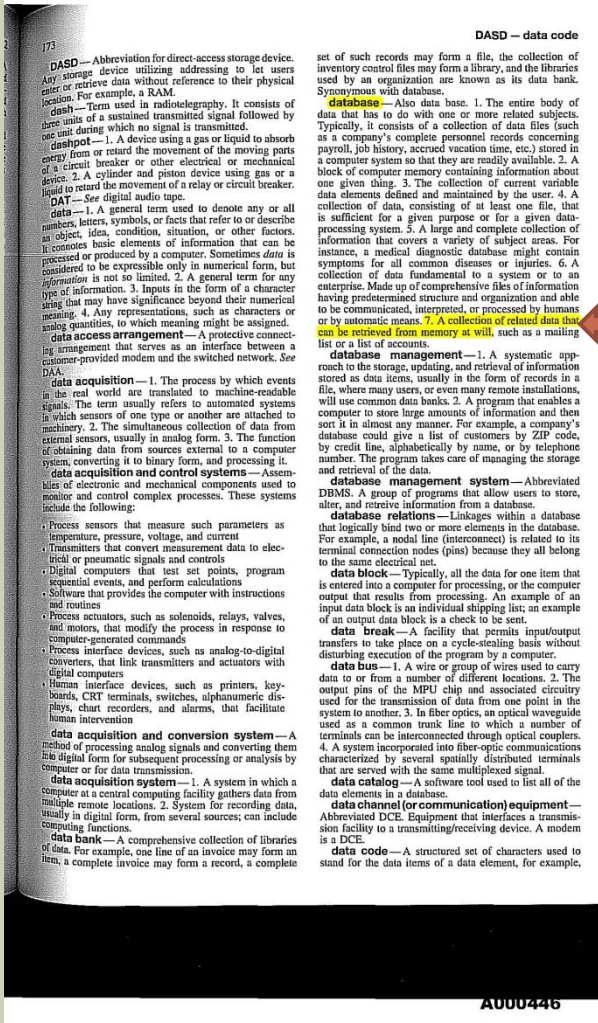 173
DASD — data code
DASD—Abbreviation for direct-access storage device.
Any storage device utilizing addressing to let users
enter or retrieve data without reference to their physical
location. For example, a RAM.
dash—Term used in radiotelegraphy. It consists of
three units of a sustained transmitted signal followed by
one unit during which no signal is transmitted.
dashpot—1. A device using a gas or liquid to absorb
energy from or retard the movement of the moving parts
of a circuit breaker or other electrical or mechanical
device. 2. A cylinder and piston device using gas or a
liquid to retard the movement of a relay or circuit breaker.
DAT—See digital audio tape.
data—1. A general term used to denote any or all
numbers, letters, symbols, or facts that refer to or describe
an object, idea, condition, situation, or other factors.
It connotes basic elements of information that can be
processed or produced by a computer. Sometimes data is
considered to be expressible only in numerical form, but
information is not so limited. 2. A general term for any
type of information. 3. Inputs in the form of a character
string that may have significance beyond their numerical
meaning. 4. Any representations, such as characters or
analog quantities, to which meaning might be assigned.
data access arrangement—A protective connect-
ing arrangement that serves as an interface between a
customer-provided modem and the switched network. See
DAA.
data acquisition—1. The process by which events
in the real world are translated to machine-readable
signals. The term usually refers to automated systems
in which sensors of one type or another are attached to
machinery. 2. The simultaneous collection of data from
external sensors, usually in analog form. 3. The function
of obtaining data from sources external to a computer
system, converting it to binary form, and processing it.
data acquisition and control systems—Assem-
blies of electronic and mechanical components used to
monitor and control complex processes. These systems
include the following:
• Process sensors that measure such parameters as
temperature, pressure, voltage, and current
• Transmitters that convert measurement data to elec-
trical or pneumatic signals and controls
• Digital computers that test set points, program
sequential events, and perform calculations
• Software that provides the computer with instructions
and routines
• Process actuators, such as solenoids, relays, valves,
and motors, that modify the process in response to
computer-generated commands
• Process interface devices, such as analog-to-digital
converters, that link transmitters and actuators with
digital computers
• Human interface devices, such as printers, key-
boards, CRT terminals, switches, alphanumeric dis-
plays, chart recorders, and alarms, that facilitate
human intervention
data acquisition and conversion system—A
method of processing analog signals and converting them
into digital form for subsequent processing or analysis by
computer or for data transmission.
data acquisition system—1. A system in which a
computer at a central computing facility gathers data from
multiple remote locations. 2. System for recording data,
usually in digital form, from several sources; can include
computing functions.
data bank—A comprehensive collection of libraries
of data. For example, one line of an invoice may form an
item, a complete invoice may form a record, a complete
set of such records may form a file, the collection of
inventory control files may form a library, and the libraries
used by an organization are known as its data bank.
Synonymous with database.
database—Also data base. 1. The entire body of
data that has to do with one or more related subjects.
Typically, it consists of a collection of data files (such
as a company's complete personnel records concerning
payroll, job history, accrued vacation time, etc.) stored in
a computer system so that they are readily available. 2. A
block of computer memory containing information about
one given thing. 3. The collection of current variable
data elements defined and maintained by the user. 4. A
collection of data, consisting of at least one file, that
is sufficient for a given purpose or for a given data-
processing system. 5. A large and complete collection of
information that covers a variety of subject areas. For
instance, a medical diagnostic database might contain
symptoms for all common diseases or injuries. 6. A
collection of data fundamental to a system or to an
enterprise. Made up of comprehensive files of information
having predetermined structure and organization and able
to be communicated, interpreted, or processed by humans
or by automatic means. 7. A collection of related data that
can be retrieved from memory at will, such as a mailing
list or a list of accounts.
database management—1. A systematic app-
roach to the storage, updating, and retrieval of information
stored as data items, usually in the form of records in a
file, where many users, or even many remote installations,
will use common data banks. 2. A program that enables a
computer to store large amounts of information and then
sort it in almost any manner. For example, a company's
database could give a list of customers by ZIP code,
by credit line, alphabetically by name, or by telephone
number. The program takes care of managing the storage
and retrieval of the data.
database management system—Abbreviated
DBMS. A group of programs that allow users to store,
alter, and retreive information from a database.
database relations—Linkages within a database
that logically bind two or more elements in the database.
For example, a nodal line (interconnect) is related to its
terminal connection nodes (pins) because they all belong
to the same electrical net.
data block—Typically, all the data for one item that
is entered into a computer for processing, or the computer
output that results from processing. An example of an
input data block is an individual shipping list; an example
of an output data block is a check to be sent.
data break—A facility that permits input/output
transfers to take place on a cycle-stealing basis without
disturbing execution of the program by a computer.
data bus—1. A wire or group of wires used to carry
data to or from a number of different locations. 2. The
output pins of the MPU chip and associated circuitry
used for the transmission of data from one point in the
system to another. 3. In fiber optics, an optical waveguide
used as a common trunk line to which a number of
terminals can be interconnected through optical couplers.
4. A system incorporated into fiber-optic communications
characterized by several spatially distributed terminals
that are served with the same multiplexed signal.
data catalog—A software tool used to list all of the
data elements in a database.
data channel (or communication) equipment—
Abbreviated DCE. Equipment that interfaces a transmis-
sion facility to a transmitting/receiving device. A modem
is a DCE.
data code—A structured set of characters used to
stand for the data items of a data element, for example,
A000446